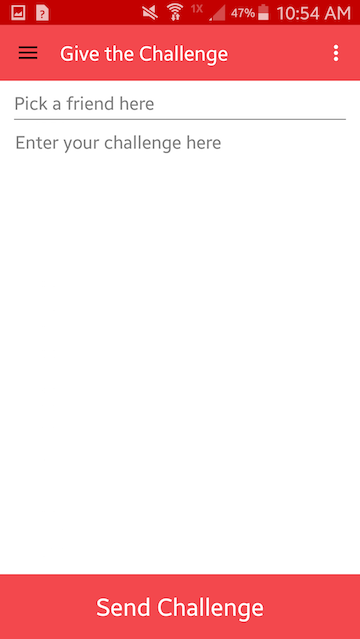 1X 47% 10:54 AM
Give the Challenge
Pick a friend here
Enter your challenge here
Send Challenge